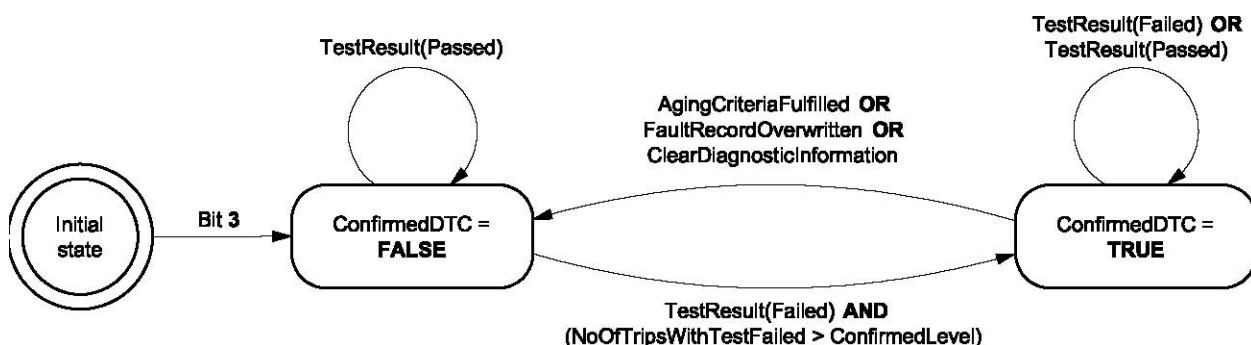 TestResult(Passed)
TestResult(Failed) OR
TestResult(Passed)
AgingCriteriaFulfilled OR
FaultRecordOverwritten OR
ClearDiagnosticInformation
Initial
state
Bit 3
ConfirmedDTC =
FALSE
ConfirmedDTC =
TRUE
TestResult(Failed) AND
(NoOfTripsWithTestFailed > ConfirmedLevel)